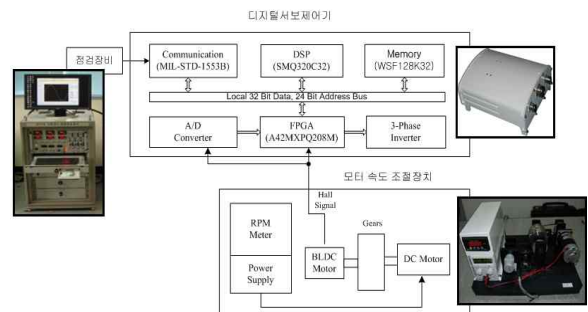 디지털서보제어기
점검장비
Communication
(MIL-STD-1553B)
DSP
(SMQ320C32)
Memory
(WSF128K32)
Local 32 Bit Data, 24 Bit Address Bus
A/D
Converter
FPGA
(A42MXPQ208M)
3-Phase
Inverter
모터 속도 조절장치
Hall
Signal
Gears
RPM
Meter
Power
Supply
BLDC
Motor
DC Motor